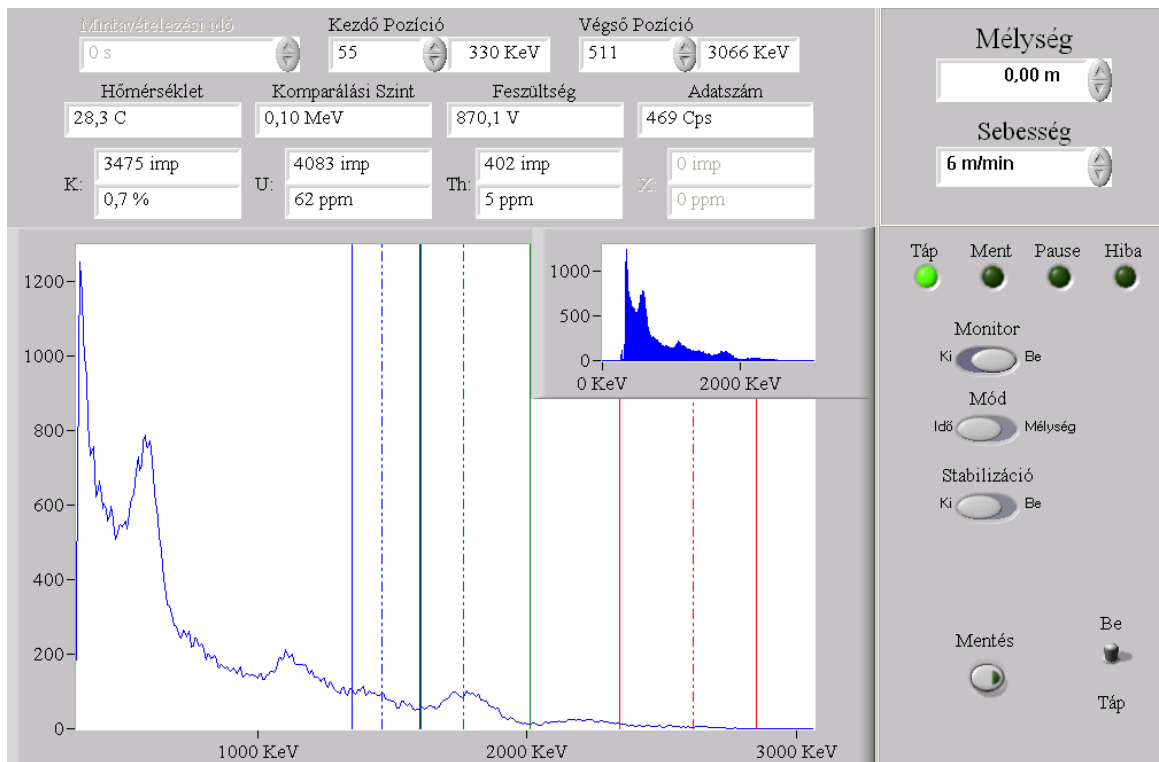 Mintavételezési idő
0 s
Kezdő Pozíció
55
330 KeV
Végső Pozíció
511
3066 KeV
Hőmérséklet
28,3 C
Komparálási Szint
0,10 MeV
Feszültség
870,1 V
Adatszám
469 Cps
K:
3475 imp
0,7 %
U:
4083 imp
62 ppm
Th:
402 imp
5 ppm
X:
0 imp
0 ppm
Mélység
0,00 m
Sebesség
6 m/min
1200
1000
800
600
400
200
0
1000 KeV
2000 KeV
3000 KeV
1000
500
0
0 KeV
2000 KeV
Táp
Ment
Pause
Hiba
Monitor
Ki
Be
Mód
Idő
Mélység
Stabilizáció
Ki
Be
Mentés
Be
Táp